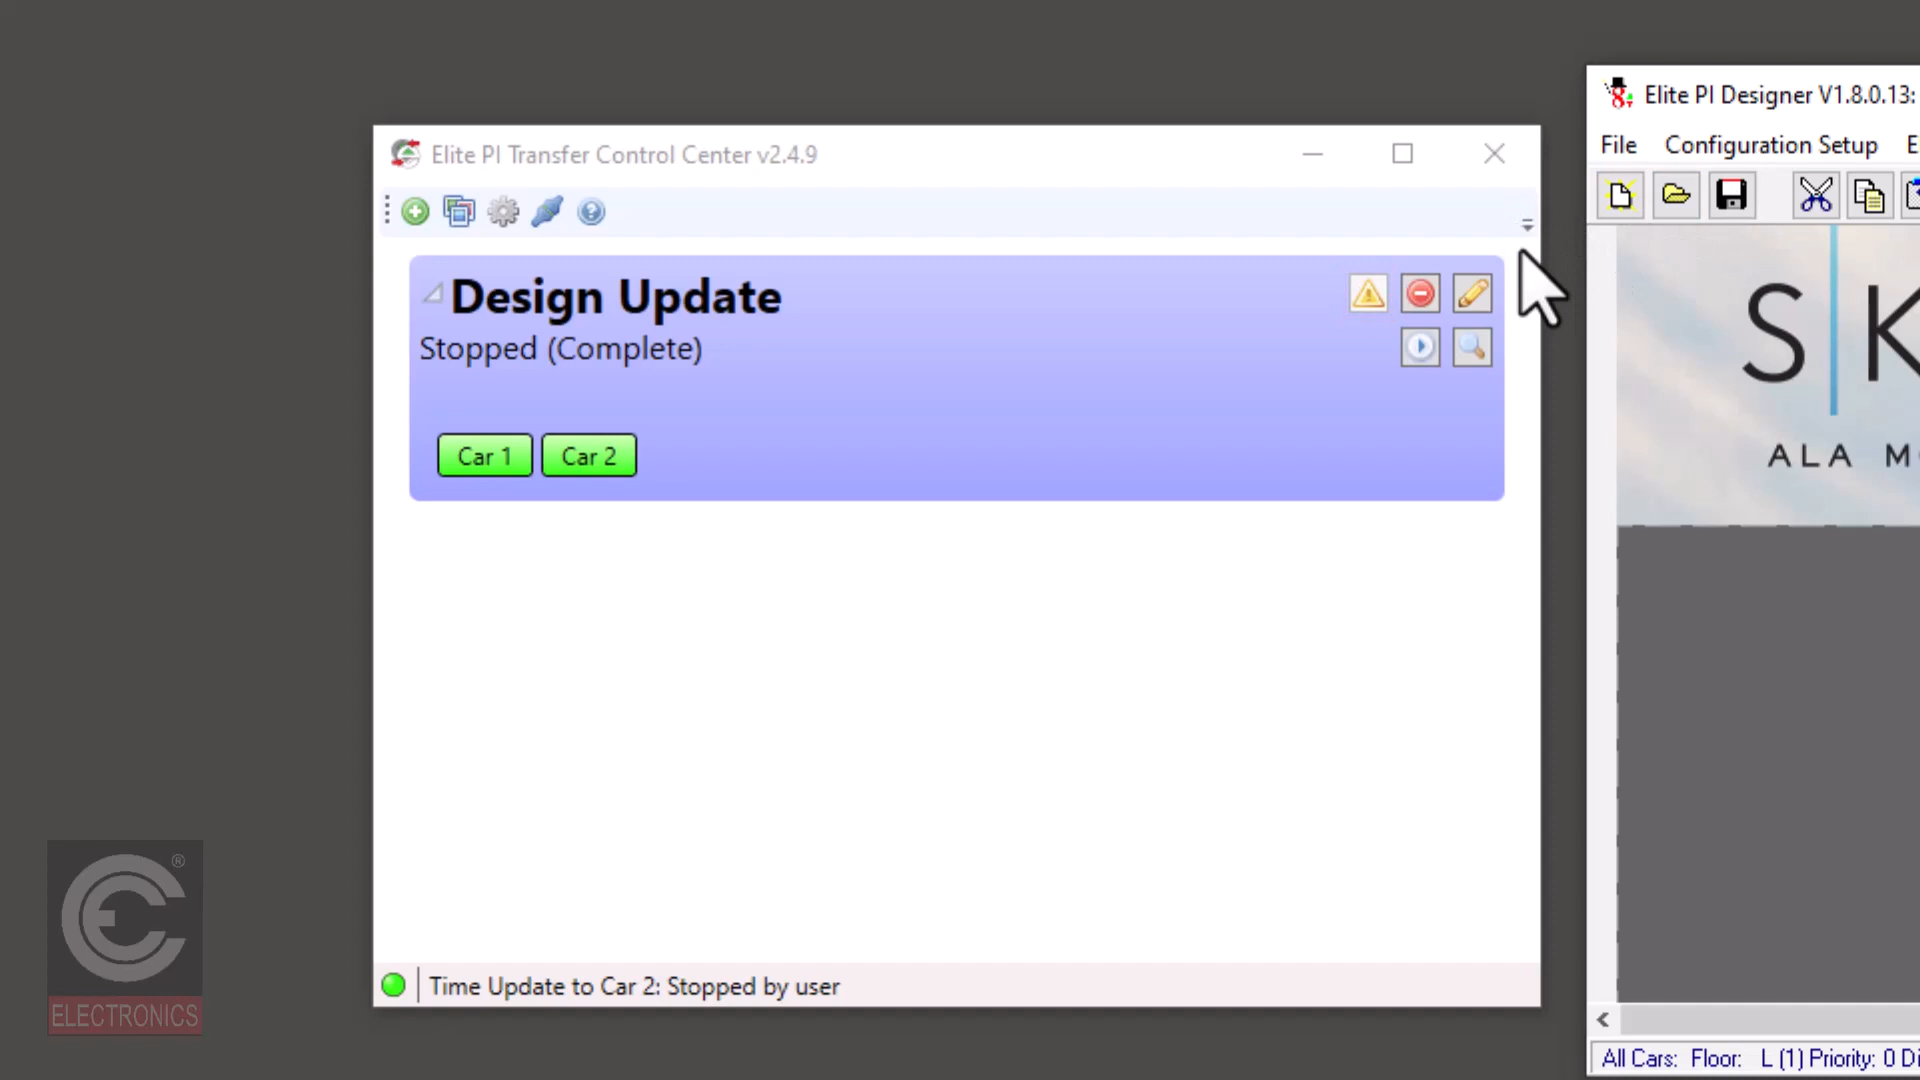 Elite PI Transfer Control Center v2.4.9
Design Update
Stopped (Complete)
Car 1
Car 2
Time Update to Car 2: Stopped by user
Elite PI Designer V1.8.0.13:
File Configuration Setup
S|K
ALA M
All Cars: Floor: L (1) Priority: 0 Di
®
ELECTRONICS